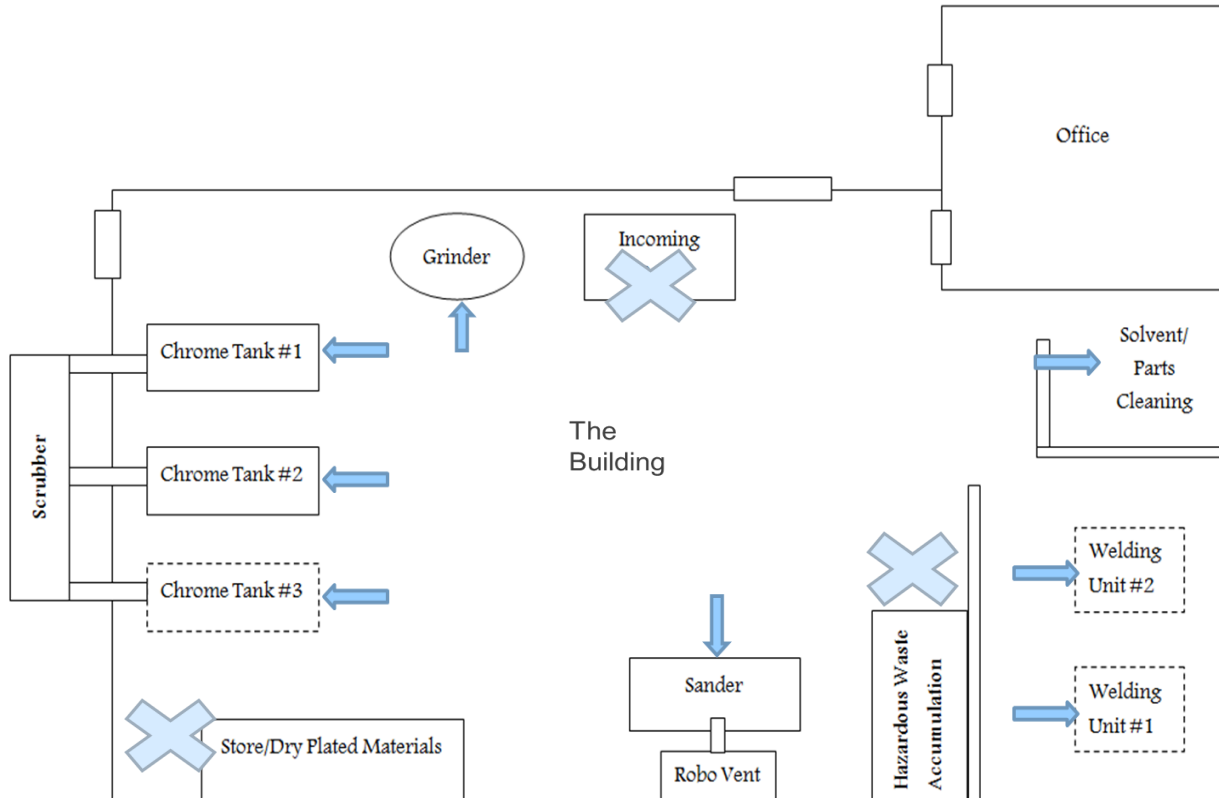 Office
Grinder
Incoming
Solvent/
Parts
Cleaning
Chrome Tank #1
Scrubber
The
Building
Chrome Tank #2
Welding
Unit #2
Chrome Tank #3
Sander
Hazardous Waste
Accumulation
Welding
Unit #1
Store/Dry Plated Materials
Robo Vent